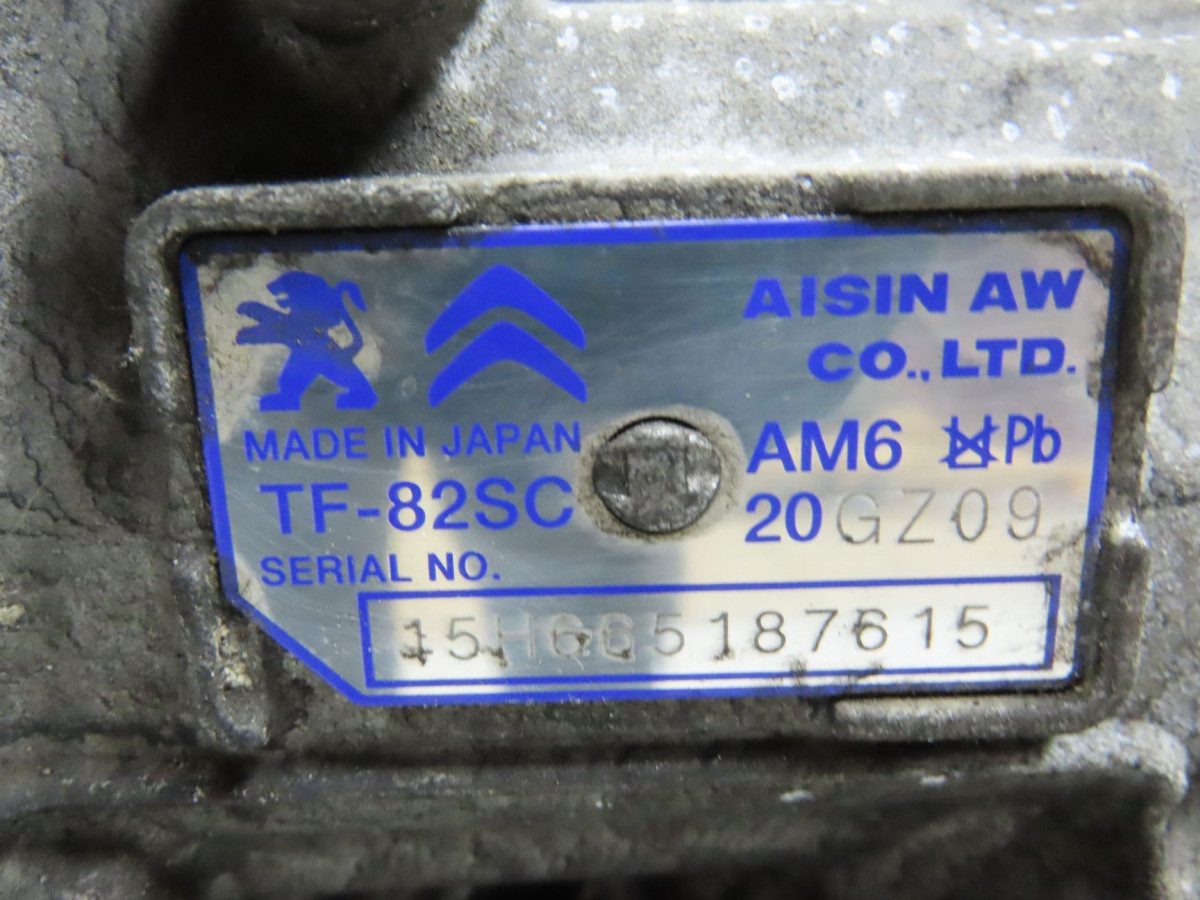 AISIN AW
CO., LTD.
MADE IN JAPAN
AM6 Pb
TF-82SC
20GZ09
SERIAL NO.
15H665187615